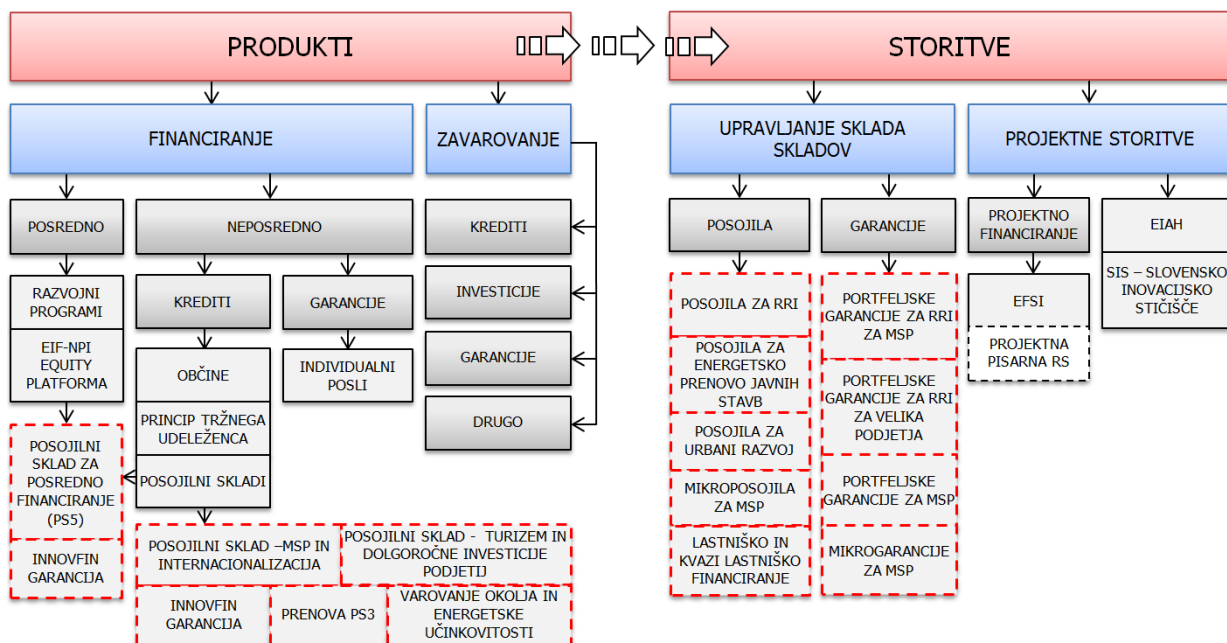 PRODUKTI
STORITVE
FINANCIRANJE
ZAVAROVANJE
UPRAVLJANJE SKLADA
SKLADOV
PROJEKTNE STORITVE
POSREDNO
NEPOSREDNO
KREDITI
POSOJILA
GARANCIJE
PROJEKTNO
FINANCIRANJE
EIAH
RAZVOJNI
PROGRAMI
EIF-NPI
EQUITY
PLATFORMA
POSOJILNI
SKLAD ZA
POSREDNO
FINANCIRANJE
(PS5)
INNOVFIN
GARANCIJA
KREDITI
GARANCIJE
OBČINE
PRINCIP TRŽNEGA
UDELEŽENCA
POSOJILNI SKLADI
INDIVIDUALNI
POSLI
POSOJILNI SKLAD –MSP IN
INTERNACIONALIZACIJA
POSOJILNI SKLAD - TURIZEM IN
DOLGOROČNE INVESTICIJE
PODJETIJ
INNOVFIN
GARANCIJA
PRENOVA PS3
VAROVANJE OKOLJA IN
ENERGETSKE
UČINKOVITOSTI
INVESTICIJE
GARANCIJE
DRUGO
POSOJILA ZA RRI
POSOJILA ZA
ENERGETSKO
PRENOVO JAVNIH
STAVB
POSOJILA ZA
URBANI RAZVOJ
MIKROPOSOJILA
ZA MSP
LASTNIŠKO IN
KVAZI LASTNIŠKO
FINANCIRANJE
PORTFELJSKE
GARANCIJE ZA RRI
ZA MSP
PORTFELJSKE
GARANCIJE ZA RRI
ZA VELIKA
PODJETJA
PORTFELJSKE
GARANCIJE ZA MSP
MIKROGARANCIJE
ZA MSP
EFSI
PROJEKTNA
PISARNA RS
SIS – SLOVENSKO
INOVACIJSKO
STIČIŠČE